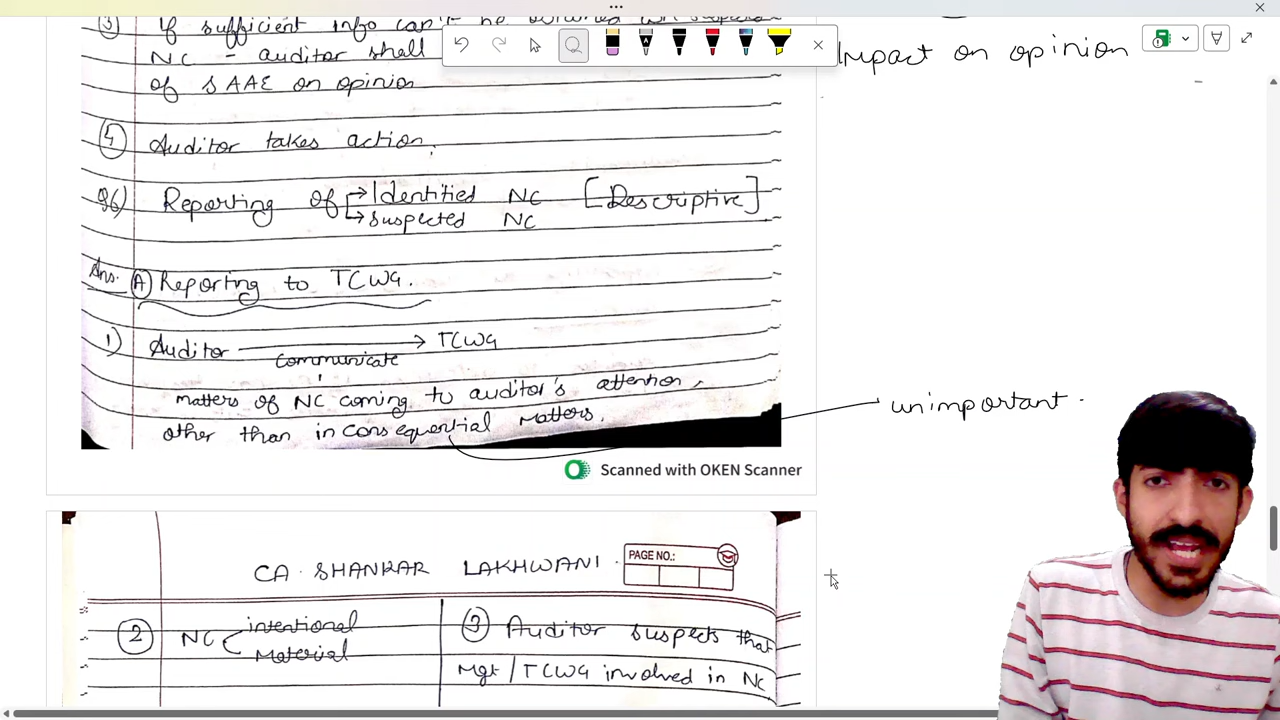 ③ If sufficient info can't be
NC - auditor shall
of SAAE on opinion
Impact on opinion
④ Auditor takes action.
Q6) Reporting of → Identified NC [Descriptive]
→ Suspected NC
Ans. Ⓐ Reporting to TCWG.
1) Auditor → TCWG
Communicate
matters of NC coming to auditor's attention,
other than inconsequential matters.
unimportant.
Scanned with OKEN Scanner
CA. SHANKAR LAKHWANI.
PAGE NO.:
② NC intentional
Material
③ Auditor suspects that
Mgt / TCWG involved in NC